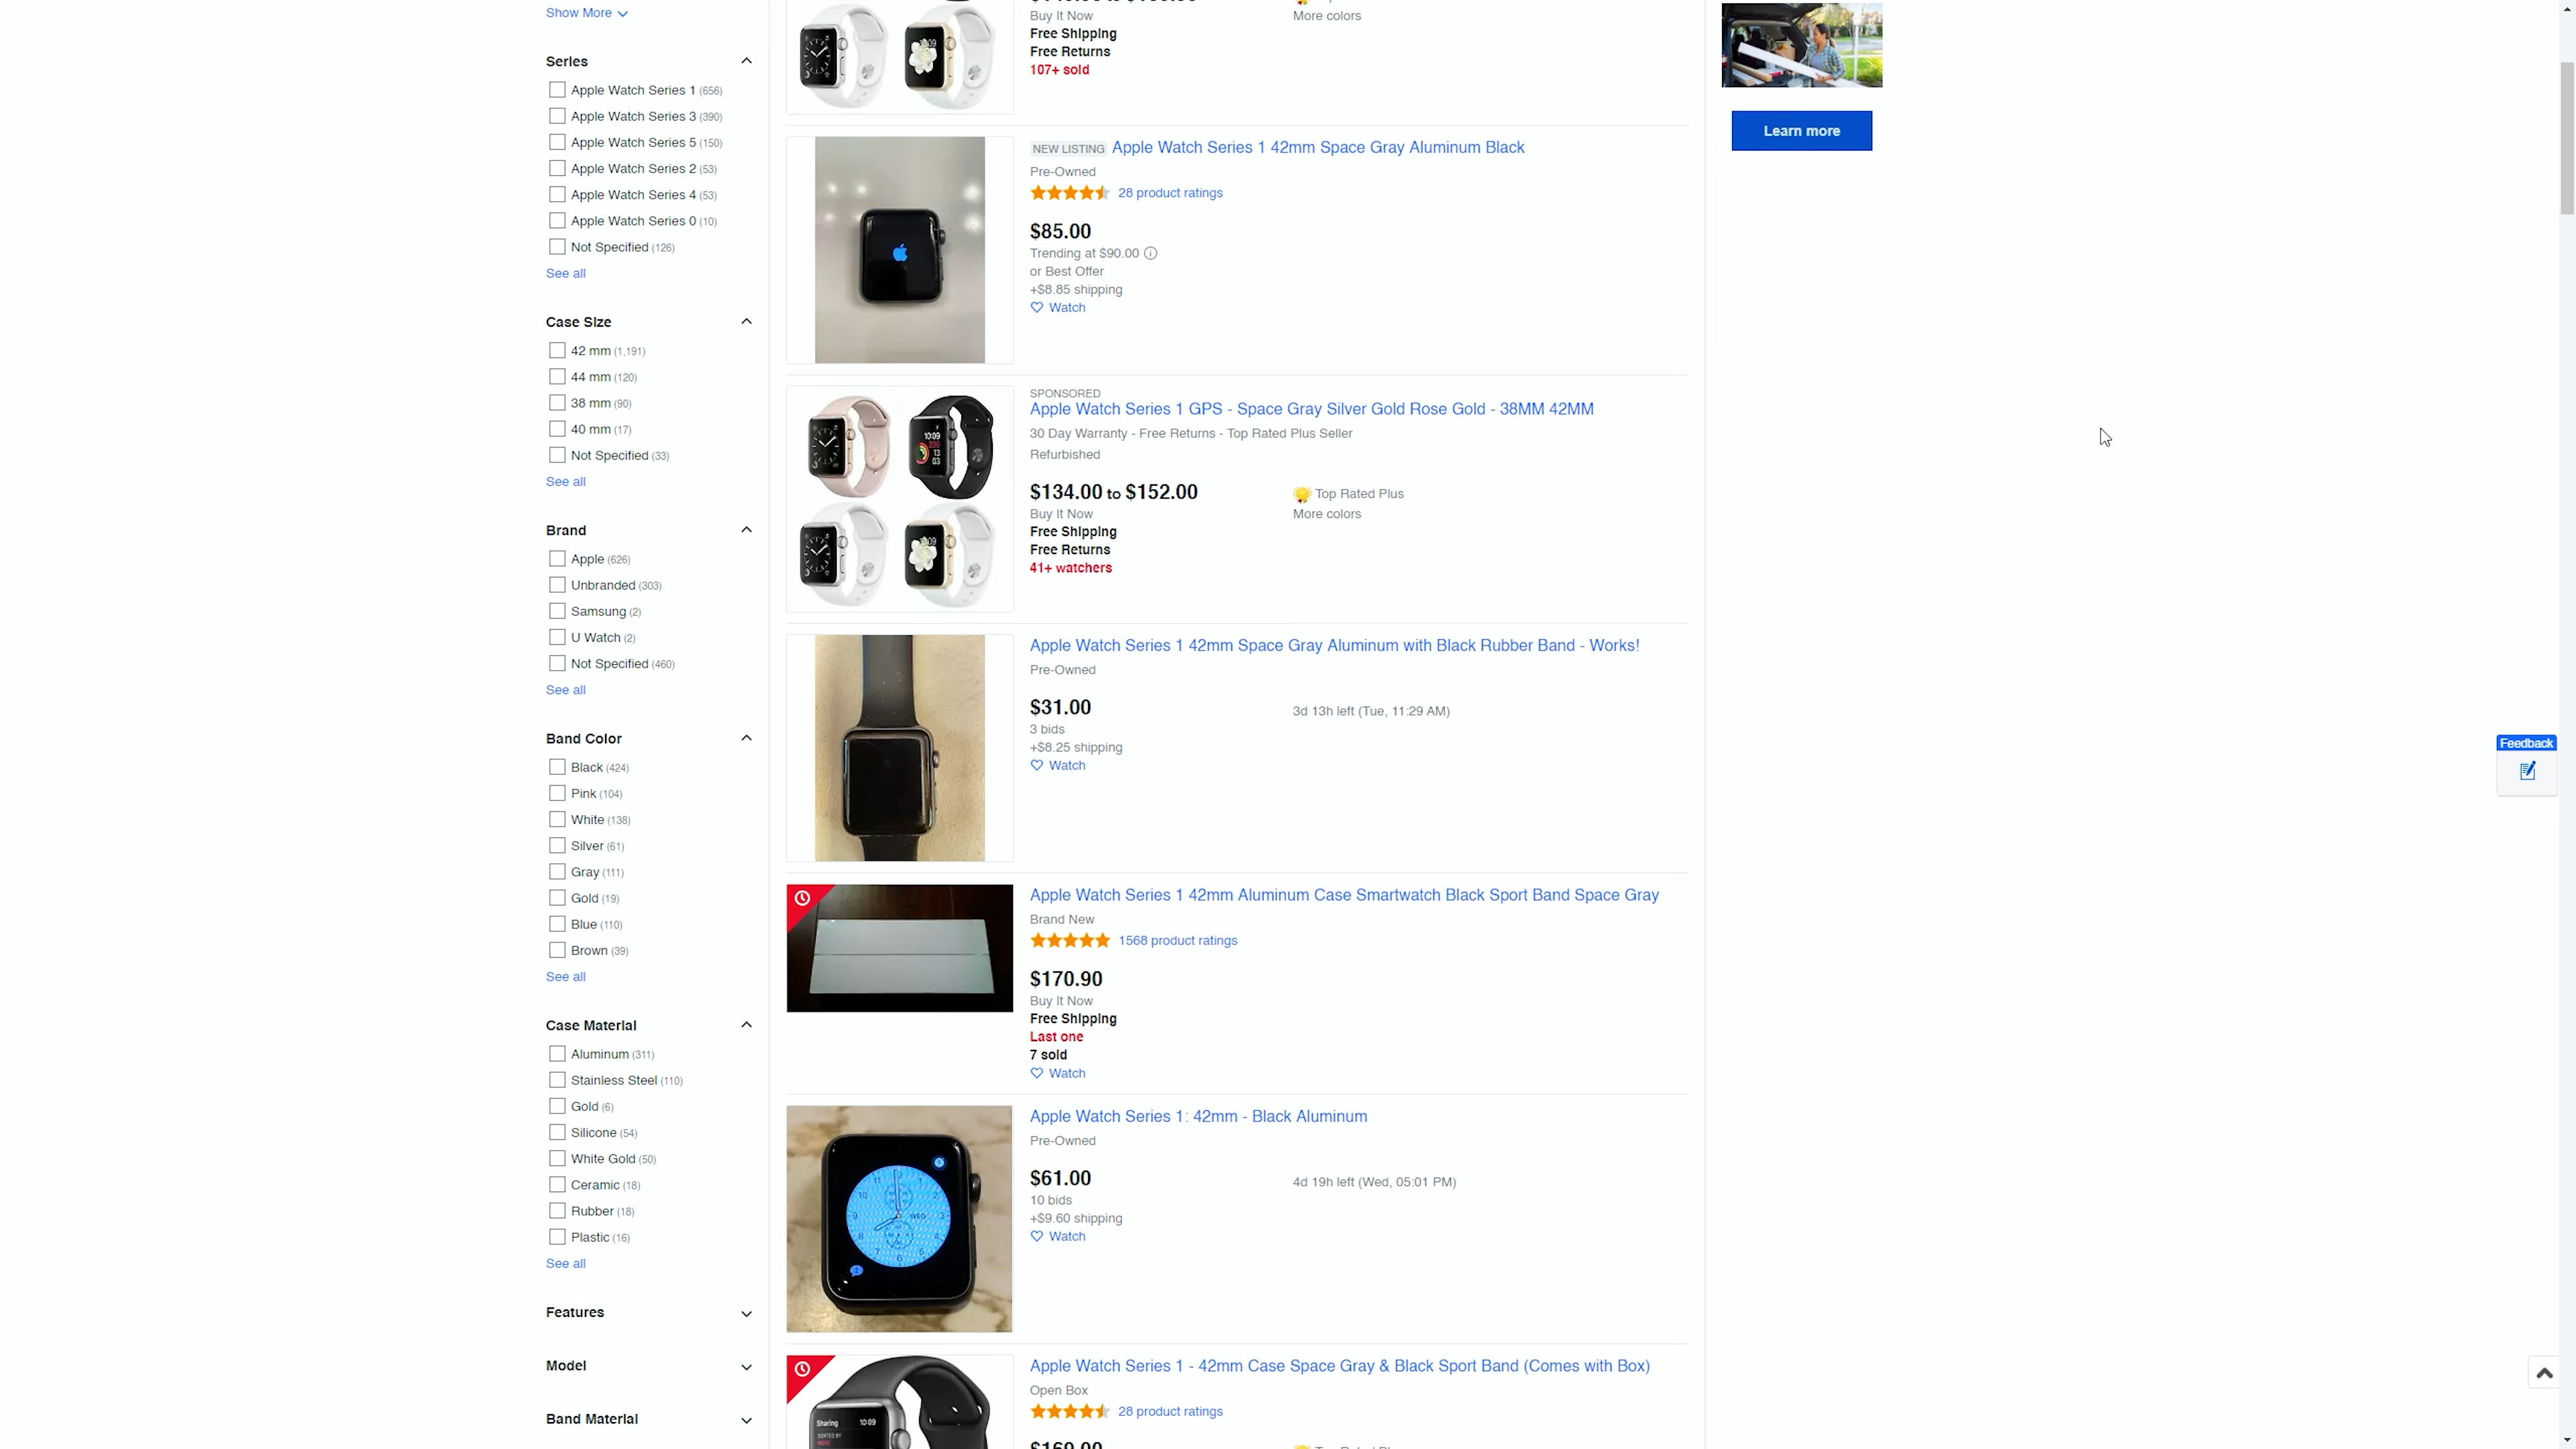 Show More
Series
Apple Watch Series 1 (656)
Apple Watch Series 3 (390)
Apple Watch Series 5 (150)
Apple Watch Series 2 (53)
Apple Watch Series 4 (53)
Apple Watch Series 0 (10)
Not Specified (126)
See all
Case Size
42 mm (1,191)
44 mm (120)
38 mm (90)
40 mm (17)
Not Specified (33)
See all
Brand
Apple (626)
Unbranded (303)
Samsung (2)
U Watch (2)
Not Specified (460)
See all
Band Color
Black (424)
Pink (104)
White (138)
Silver (61)
Gray (111)
Gold (19)
Blue (110)
Brown (39)
See all
Case Material
Aluminum (311)
Stainless Steel (110)
Gold (6)
Silicone (54)
White Gold (50)
Ceramic (18)
Rubber (18)
Plastic (16)
See all
Features
Model
Band Material
Buy It Now
More colors
Free Shipping
Free Returns
107+ sold
NEW LISTING Apple Watch Series 1 42mm Space Gray Aluminum Black
Pre-Owned
28 product ratings
$85.00
Trending at $90.00
or Best Offer
+$8.85 shipping
Watch
SPONSORED
Apple Watch Series 1 GPS - Space Gray Silver Gold Rose Gold - 38MM 42MM
30 Day Warranty - Free Returns - Top Rated Plus Seller
Refurbished
$134.00 to $152.00
Top Rated Plus
Buy It Now
More colors
Free Shipping
Free Returns
41+ watchers
Apple Watch Series 1 42mm Space Gray Aluminum with Black Rubber Band - Works!
Pre-Owned
$31.00
3d 13h left (Tue, 11:29 AM)
3 bids
+$8.25 shipping
Watch
Apple Watch Series 1 42mm Aluminum Case Smartwatch Black Sport Band Space Gray
Brand New
1568 product ratings
$170.90
Buy It Now
Free Shipping
Last one
7 sold
Watch
Apple Watch Series 1: 42mm - Black Aluminum
Pre-Owned
$61.00
4d 19h left (Wed, 05:01 PM)
10 bids
+$9.60 shipping
Watch
Apple Watch Series 1 - 42mm Case Space Gray & Black Sport Band (Comes with Box)
Open Box
28 product ratings
Sharing 10:09
Learn more
Feedback